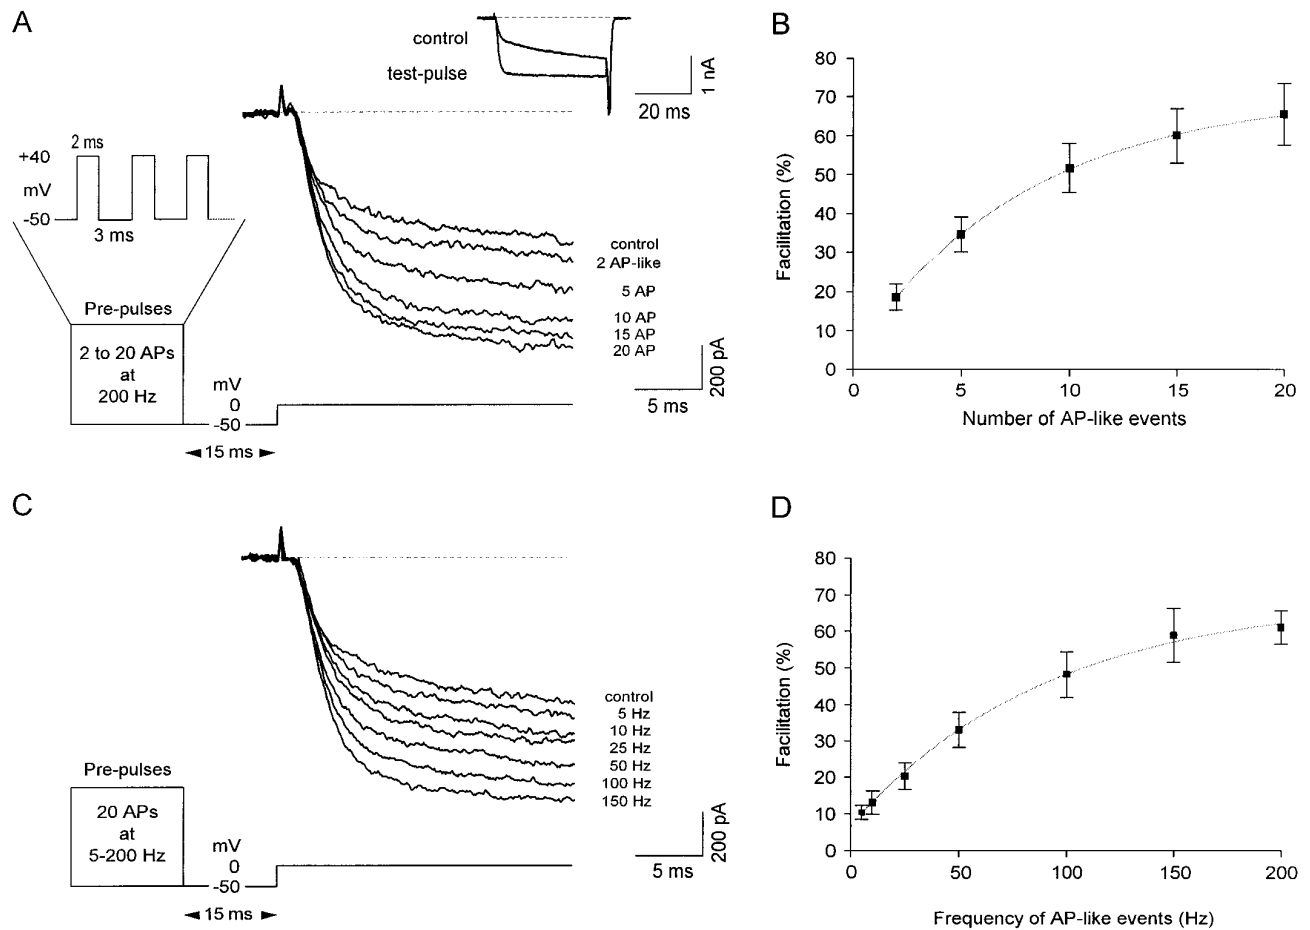 A
control
test-pulse
1 nA
20 ms
2 ms
+40
mV
-50
3 ms
control
2 AP-like
5 AP
10 AP
15 AP
20 AP
Pre-pulses
2 to 20 APs
at
200 Hz
mV
0
-50
15 ms
200 pA
5 ms
B
80
70
60
50
40
30
20
10
0
Facilitation (%)
0 5 10 15 20
Number of AP-like events
C
control
5 Hz
10 Hz
25 Hz
50 Hz
100 Hz
150 Hz
Pre-pulses
20 APs
at
5-200 Hz
mV
0
-50
15 ms
200 pA
5 ms
D
80
70
60
50
40
30
20
10
0
Facilitation (%)
0 50 100 150 200
Frequency of AP-like events (Hz)